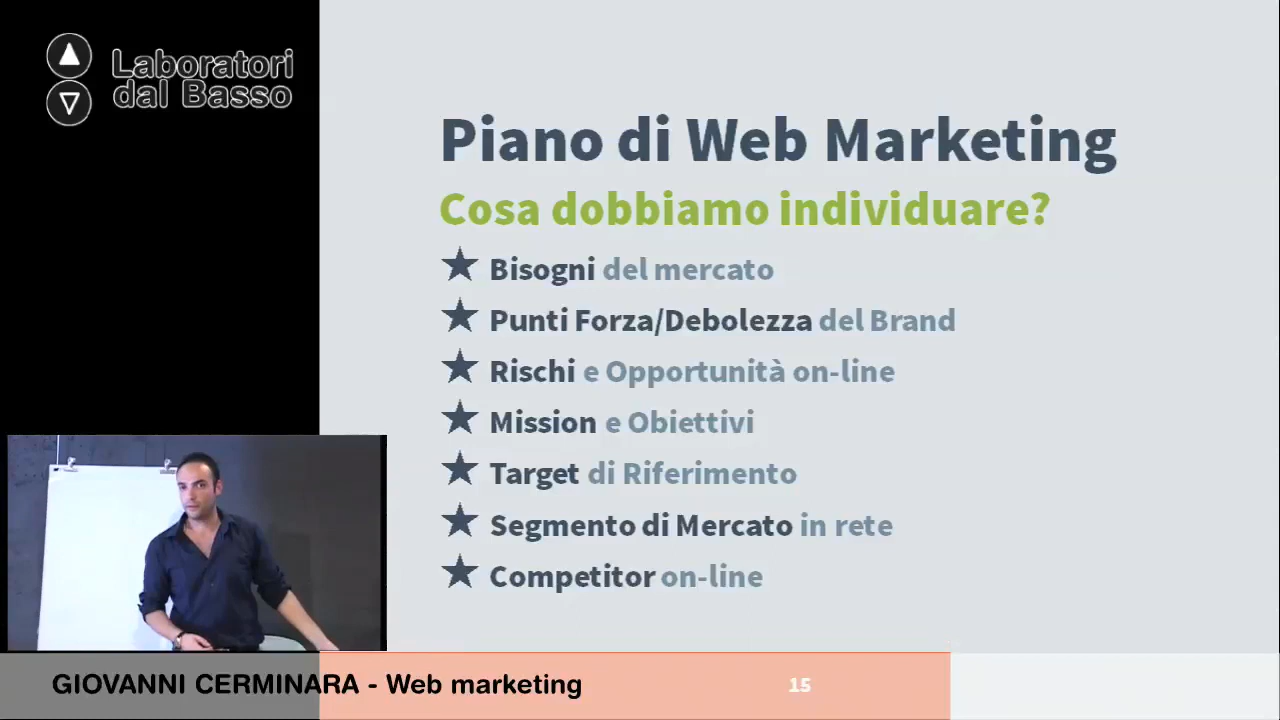 Laboratori
dal Basso
Piano di Web Marketing
Cosa dobbiamo individuare?
Bisogni del mercato
Punti Forza/Debolezza del Brand
Rischi e Opportunità on-line
Mission e Obiettivi
Target di Riferimento
Segmento di Mercato in rete
Competitor on-line
GIOVANNI CERMINARA - Web marketing
15